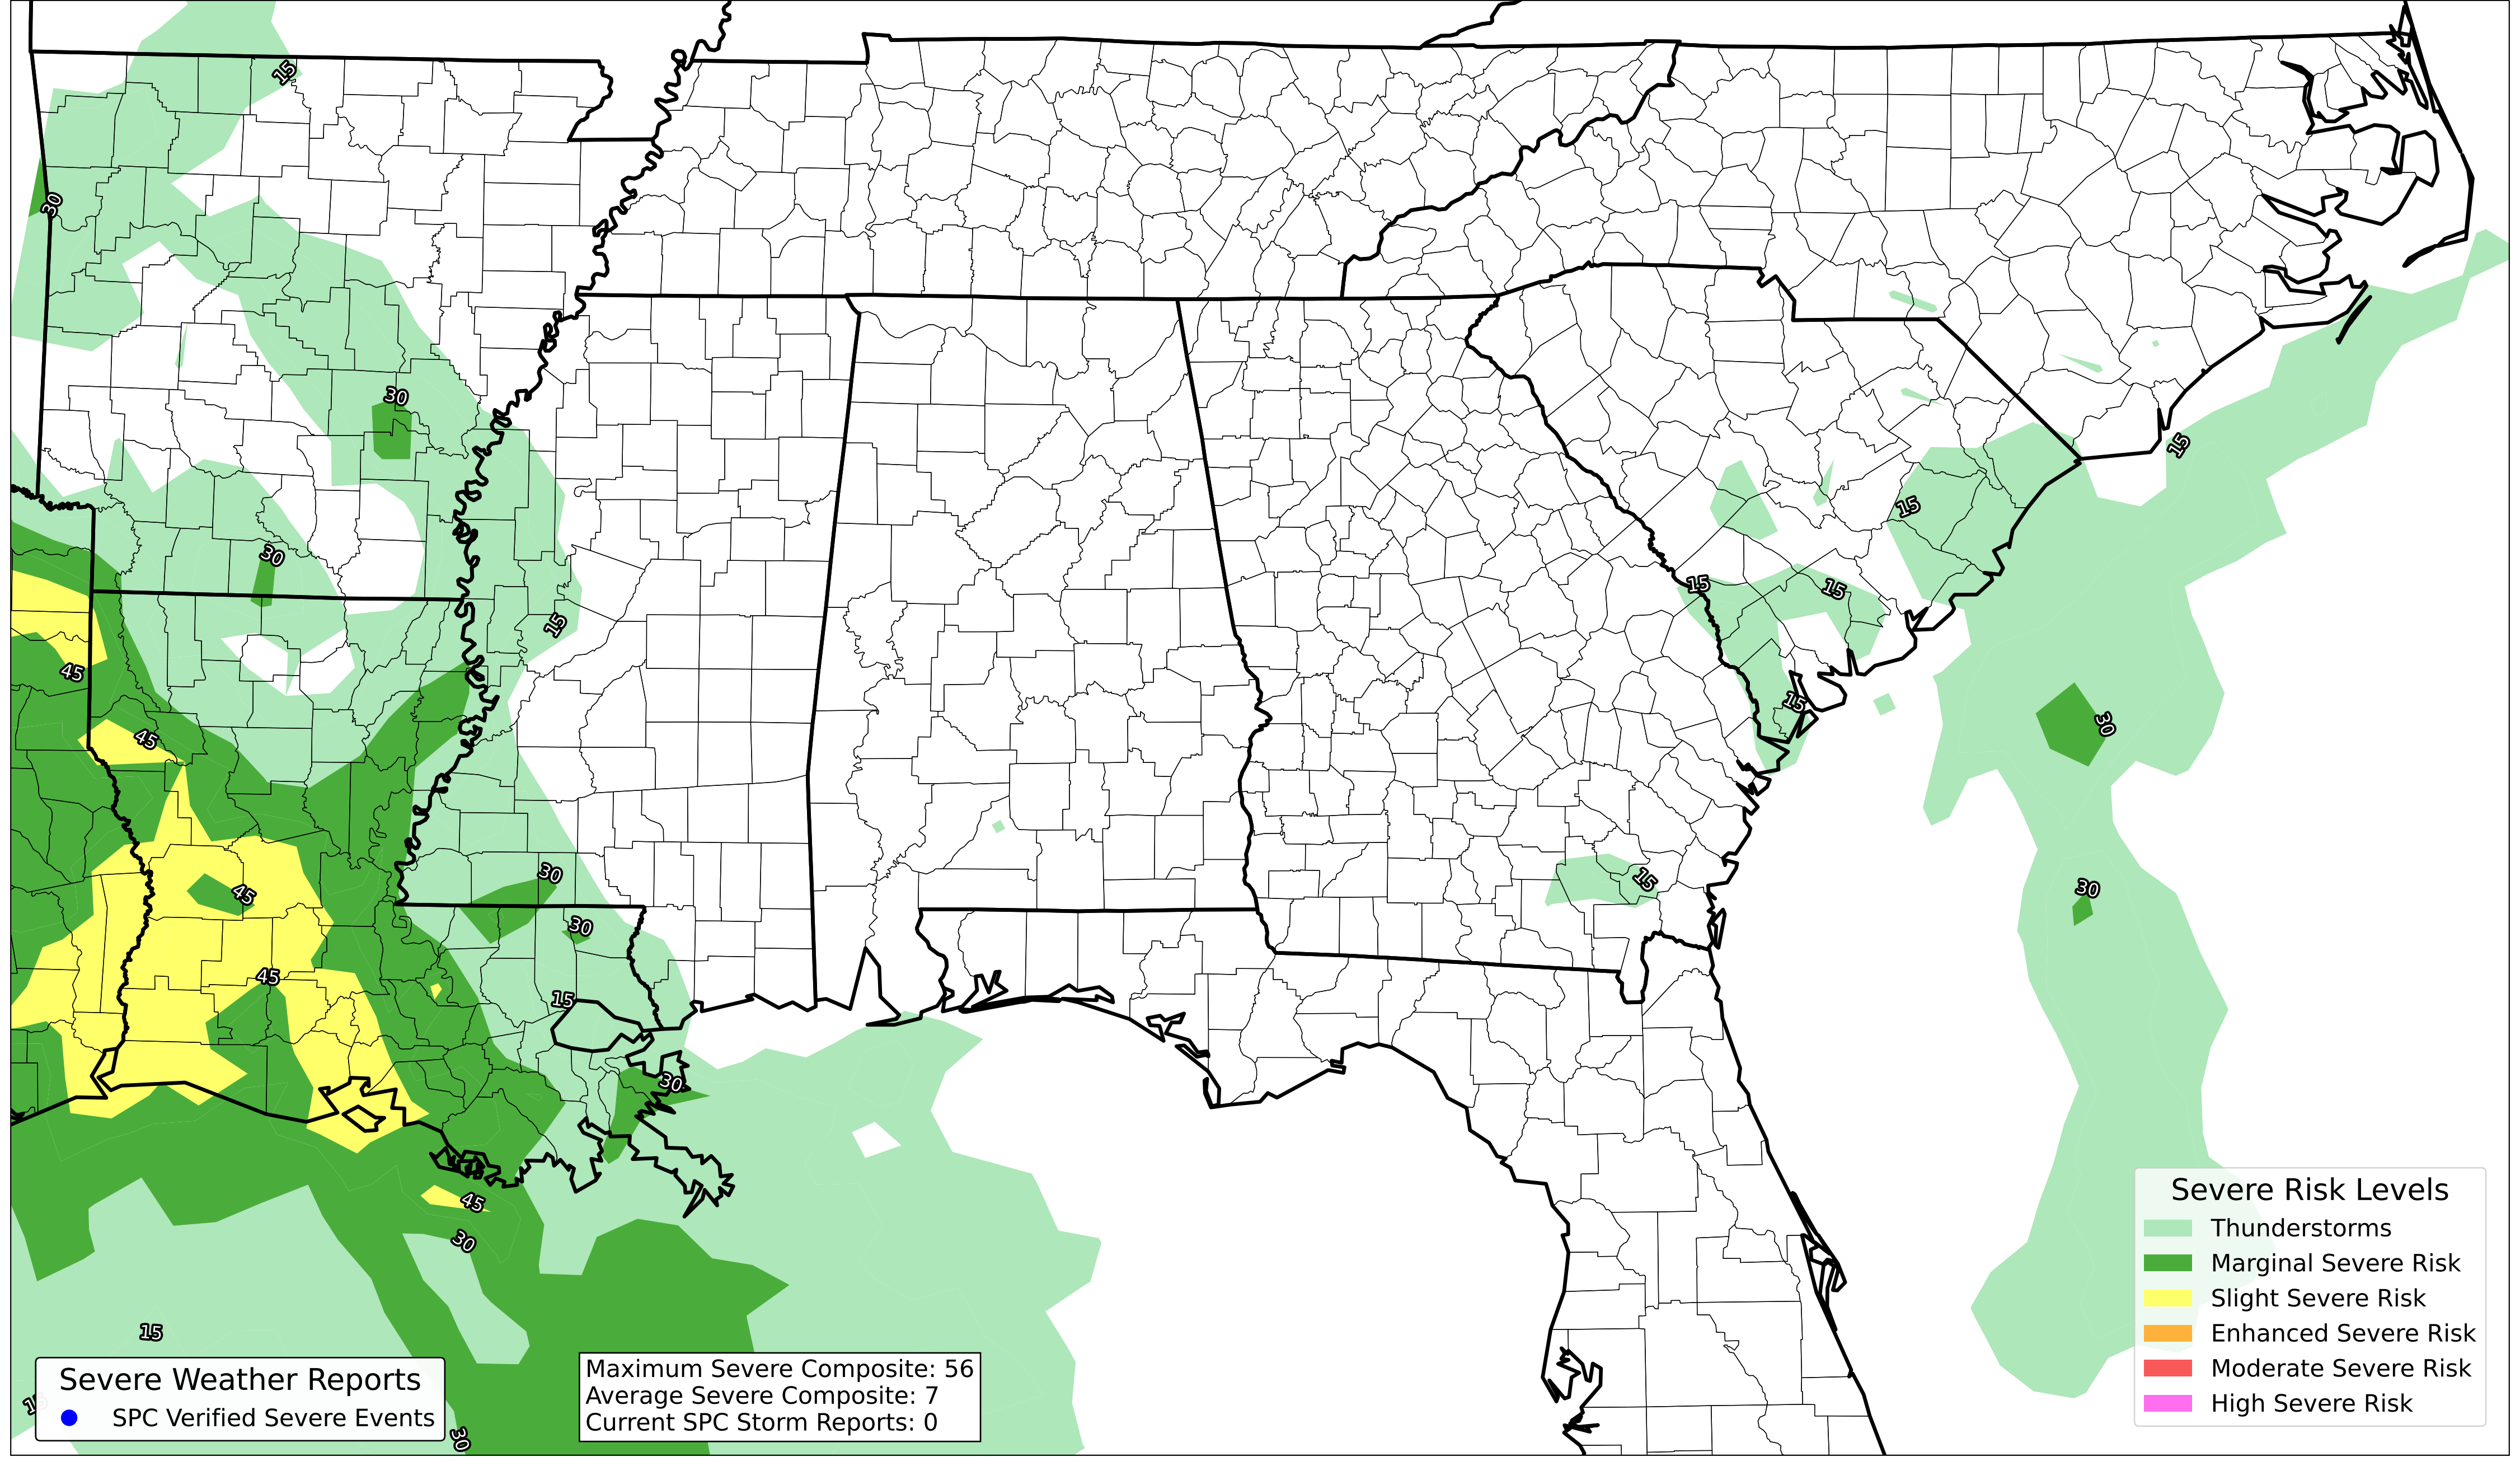 15
30
30
30
15
15
15
15
15
45
15
30
45
30
45
15
30
30
45
15
30
45
30
15
1
30
Severe Weather Reports
SPC Verified Severe Events
Maximum Severe Composite: 56
Average Severe Composite: 7
Current SPC Storm Reports: 0
Severe Risk Levels
Thunderstorms
Marginal Severe Risk
Slight Severe Risk
Enhanced Severe Risk
Moderate Severe Risk
High Severe Risk